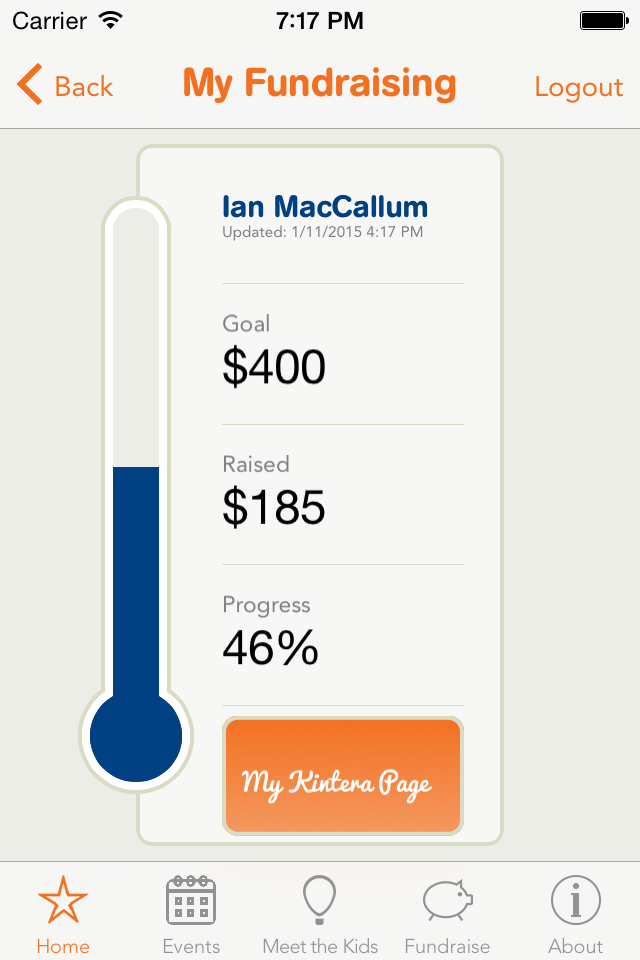 Carrier 7:17 PM
Back My Fundraising Logout
Ian MacCallum
Updated: 1/11/2015 4:17 PM
Goal
$400
Raised
$185
Progress
46%
My Kintera Page
Home Events Meet the Kids Fundraise About